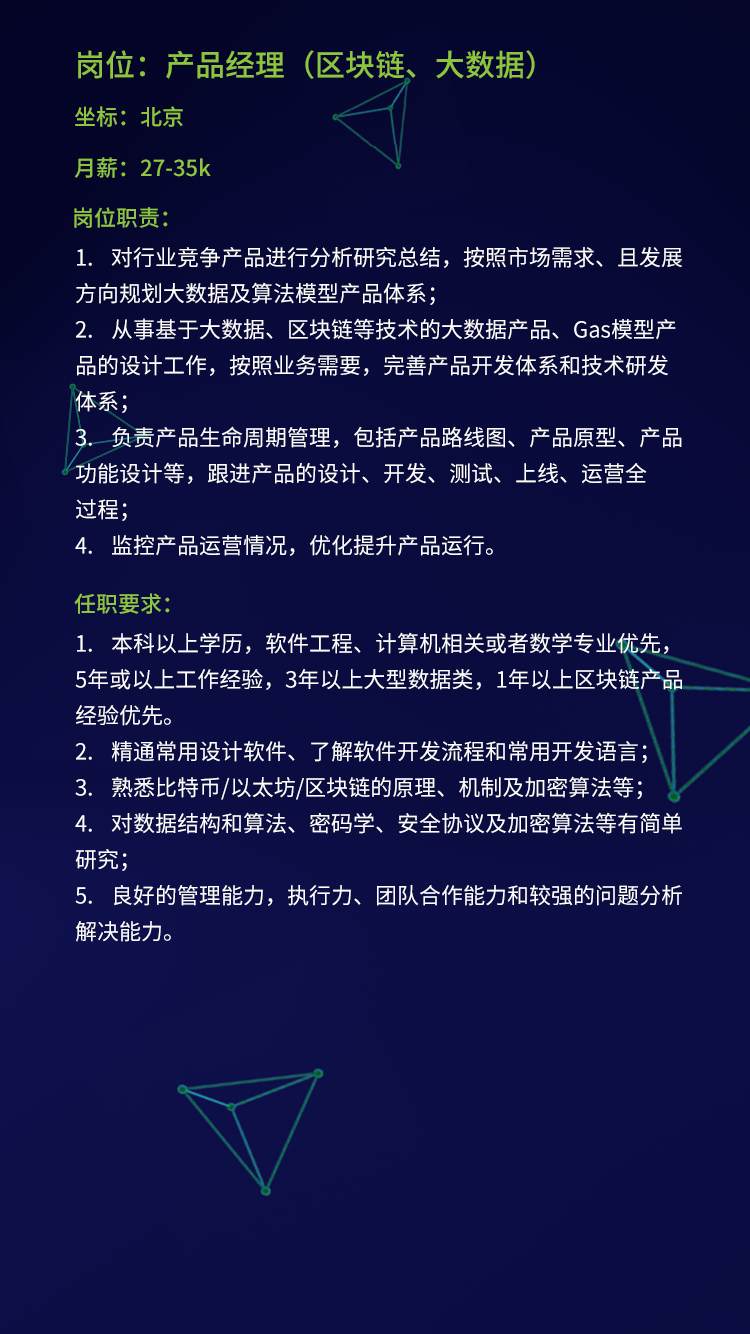 岗位：产品经理（区块链、大数据）
坐标：北京
月薪：27-35k
岗位职责：
1. 对行业竞争产品进行分析研究总结，按照市场需求、且发展
方向规划大数据及算法模型产品体系；
2. 从事基于大数据、区块链等技术的大数据产品、Gas模型产
品的设计工作，按照业务需要，完善产品开发体系和技术研发
体系；
3. 负责产品生命周期管理，包括产品路线图、产品原型、产品
功能设计等，跟进产品的设计、开发、测试、上线、运营全
过程；
4. 监控产品运营情况，优化提升产品运行。
任职要求：
1. 本科以上学历，软件工程、计算机相关或者数学专业优先，
5年或以上工作经验，3年以上大型数据类，1年以上区块链产品
经验优先。
2. 精通常用设计软件、了解软件开发流程和常用开发语言；
3. 熟悉比特币/以太坊/区块链的原理、机制及加密算法等；
4. 对数据结构和算法、密码学、安全协议及加密算法等有简单
研究；
5. 良好的管理能力，执行力、团队合作能力和较强的问题分析
解决能力。